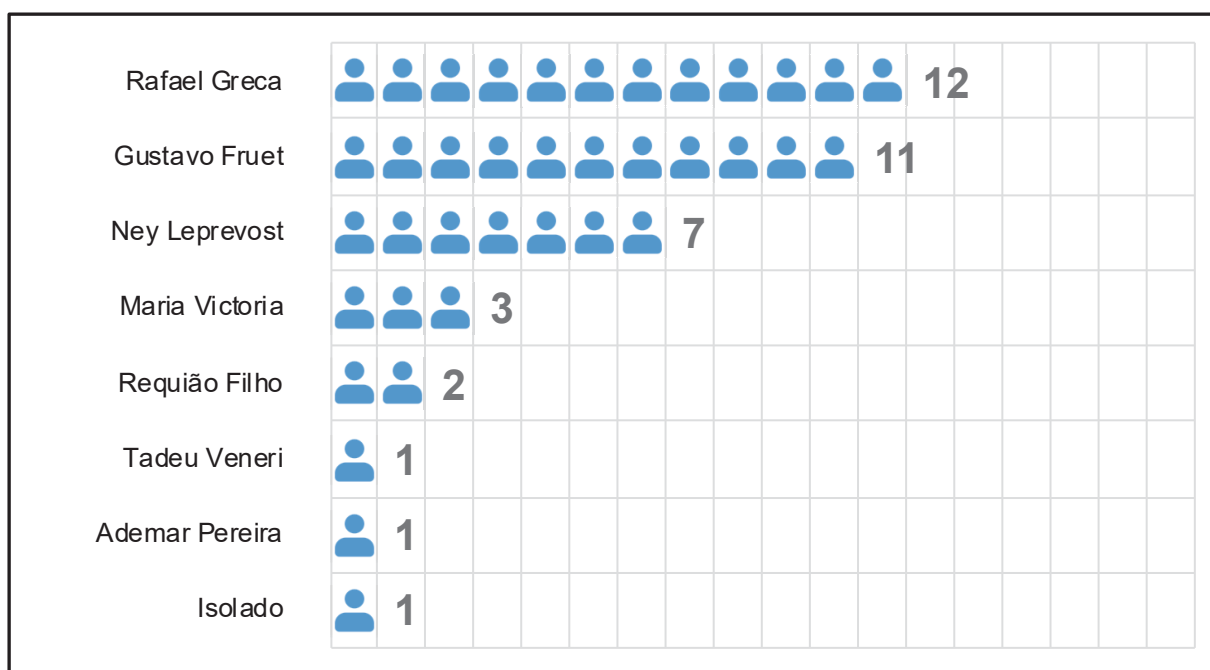 Rafael Greca 12
Gustavo Fruet 11
Ney Leprevost 7
Maria Victoria 3
Requião Filho 2
Tadeu Veneri 1
Ademar Pereira 1
Isolado 1